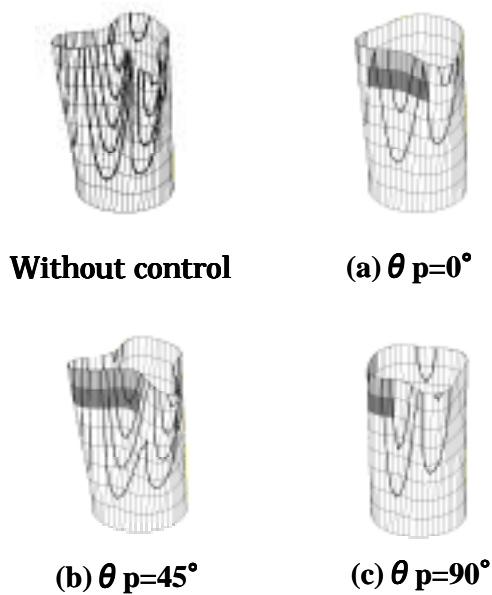 Without control
(a) θ p=0°
(b) θ p=45°
(c) θ p=90°